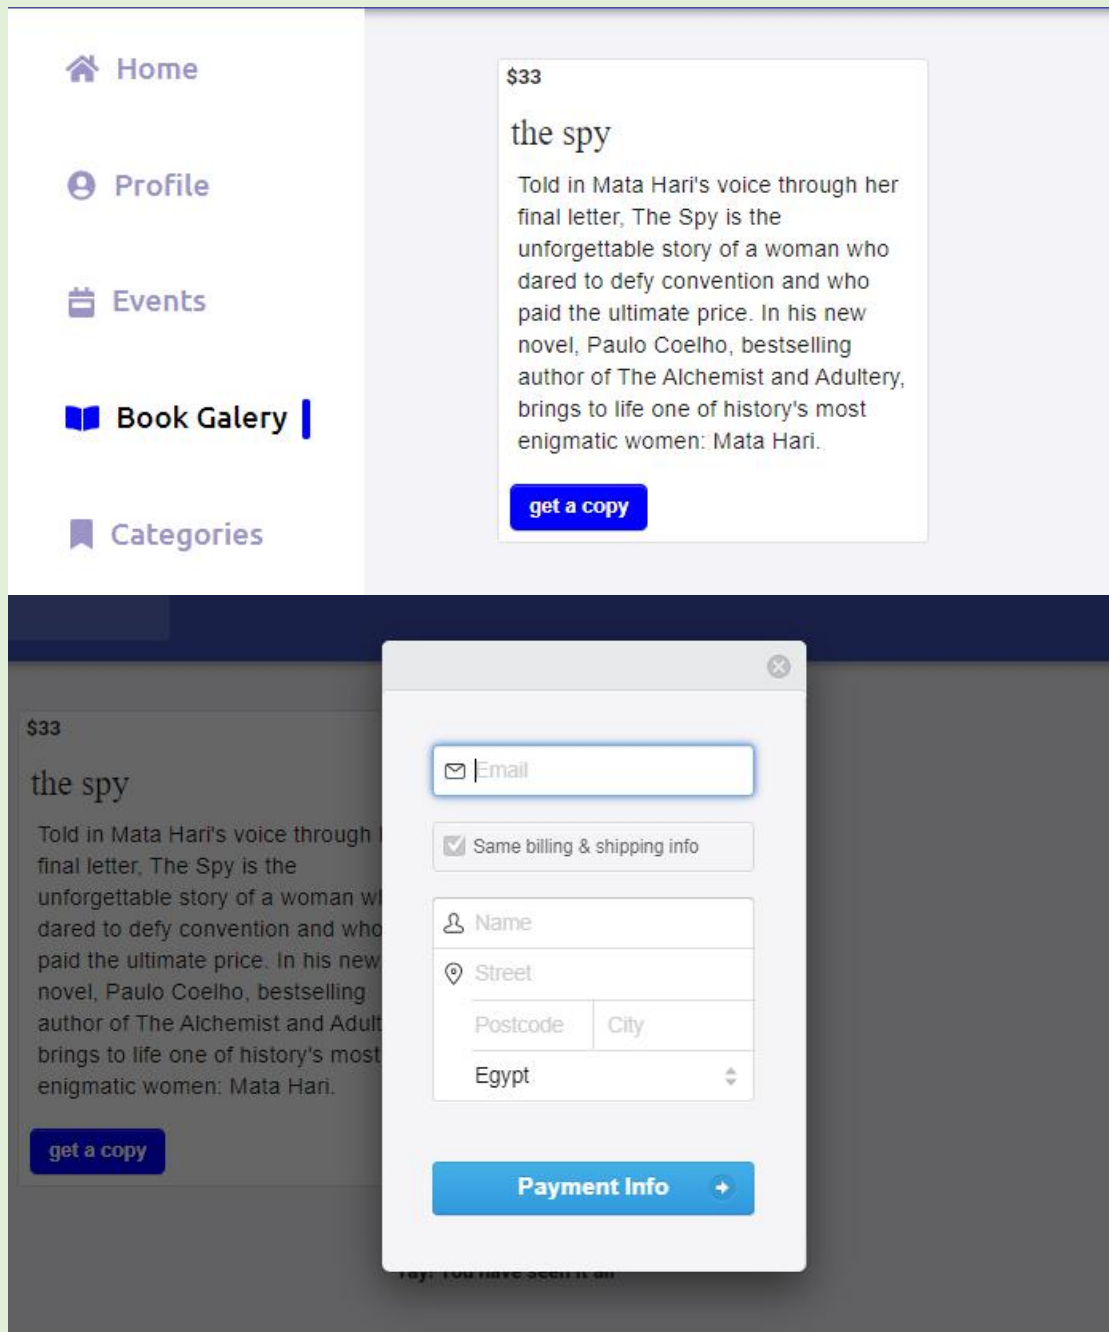 Home
Profile
Events
Book Galery
Categories
$33
the spy
Told in Mata Hari's voice through her
final letter, The Spy is the
unforgettable story of a woman who
dared to defy convention and who
paid the ultimate price. In his new
novel, Paulo Coelho, bestselling
author of The Alchemist and Adultery,
brings to life one of history's most
enigmatic women: Mata Hari.
get a copy
$33
the spy
Told in Mata Hari's voice through
final letter, The Spy is the
unforgettable story of a woman
dared to defy convention and who
paid the ultimate price. In his new
novel, Paulo Coelho, bestselling
author of The Alchemist and Adult
brings to life one of history's most
enigmatic women: Mata Hari.
get a copy
Email
Same billing & shipping info
Name
Street
Postcode City
Egypt
Payment Info